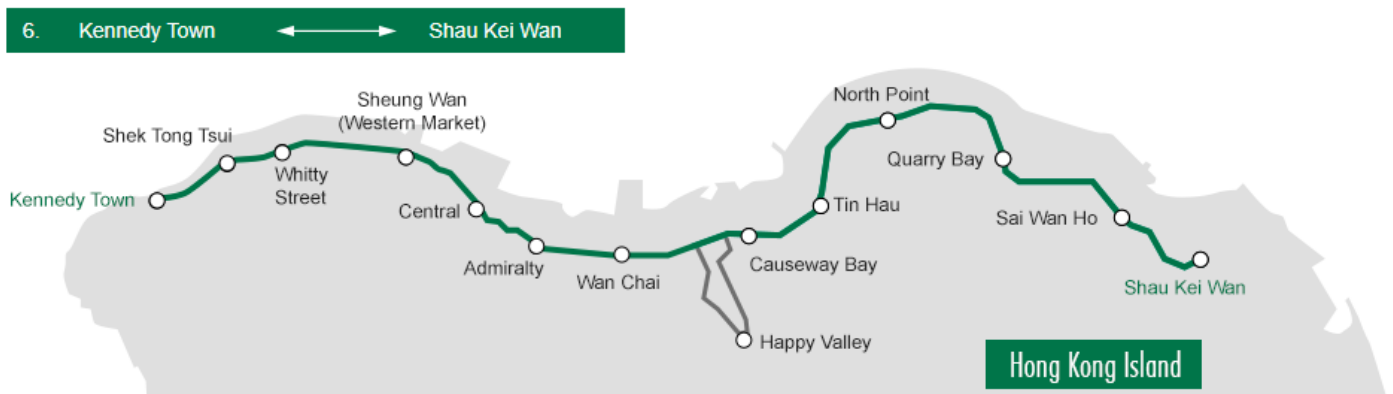 6. Kennedy Town Shau Kei Wan
North Point
Sheung Wan
(Western Market)
Shek Tong Tsui
Quarry Bay
Whitty
Street
Kennedy Town
Central
Tin Hau
Sai Wan Ho
Admiralty
Causeway Bay
Wan Chai
Shau Kei Wan
Happy Valley
Hong Kong Island